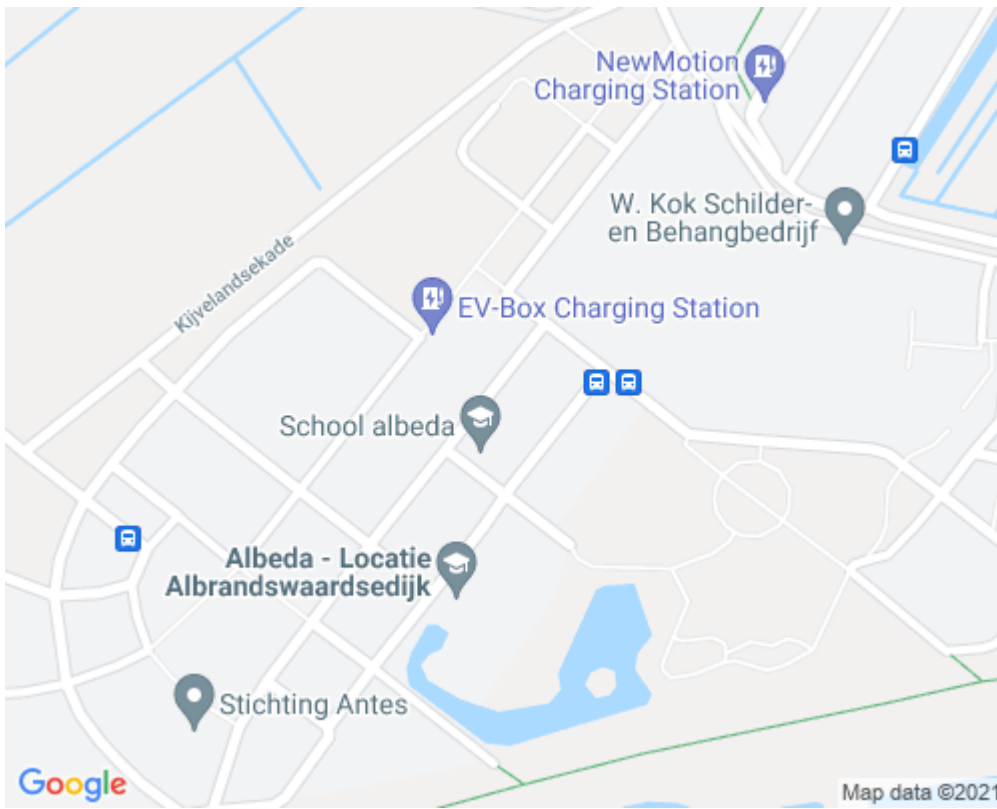 NewMotion
Charging Station
W. Kok Schilder-
en Behangbedrijf
Kijvelandsekade
EV-Box Charging Station
School albeda
Albeda - Locatie
Albrandswaardsedijk
Stichting Antes
Google
Map data ©2021